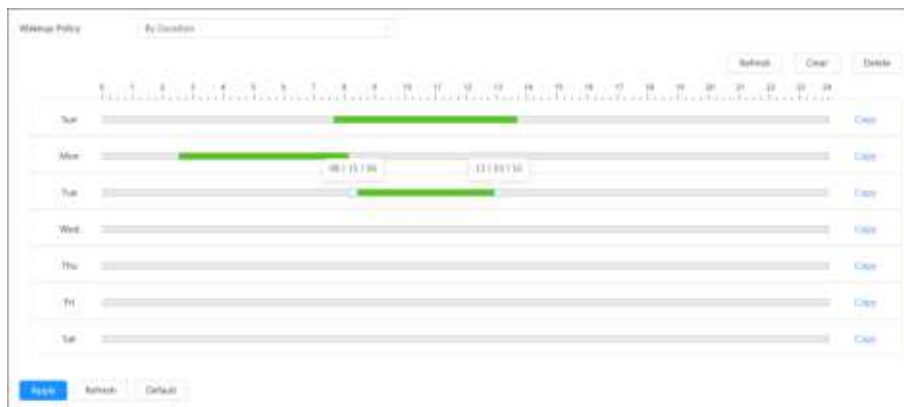 Wakeup Policy By Duration
Refresh Clear Delete
0 1 2 3 4 5 6 7 8 9 10 11 12 13 14 15 16 17 18 19 20 21 22 23 24
Sun Copy
Mon Copy
Tue Copy
Wed Copy
Thu Copy
Fri Copy
Sat Copy
Apply Refresh Default